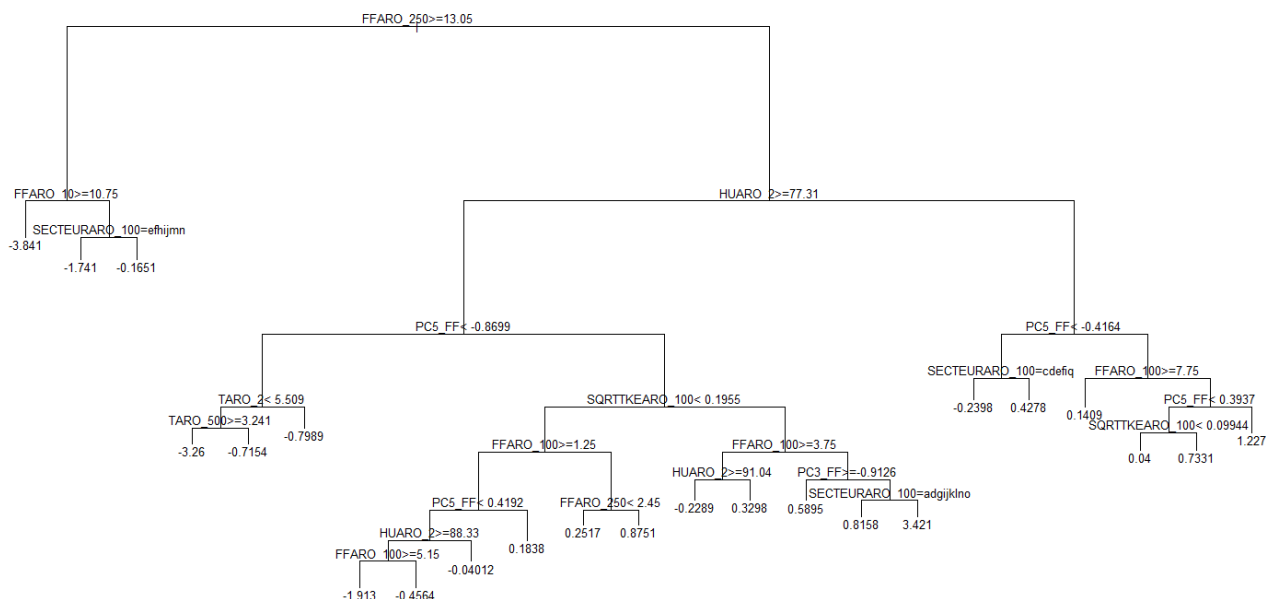 FFARO_250>=13.05
FFARO_10>=10.75
HUARO_2>=77.31
SECTEURARO_100=efhijmn
-3.841
-1.741
-0.1651
PC5_FF< -0.8699
PC5_FF< -0.4164
SECTEURARO_100=cdefiq
FFARO_100>=7.75
TARO_2< 5.509
SQRTTKEARO_100< 0.1955
PC5_FF< 0.3937
-0.2398
0.4278
0.1409
TARO_500>=3.241
-0.7989
SQRTTKEARO_100< 0.09944
1.227
FFARO_100>=1.25
FFARO_100>=3.75
-3.26
-0.7154
0.04
0.7331
HUARO_2>=91.04
PC3_FF>=-0.9126
SECTEURARO_100=adgijklno
PC5_FF< 0.4192
FFARO_250< 2.45
-0.2289
0.3298
0.5895
0.8158
3.421
HUARO_2>=88.33
0.1838
0.2517
0.8751
FFARO_100>=5.15
-0.04012
-1.913
-0.4564